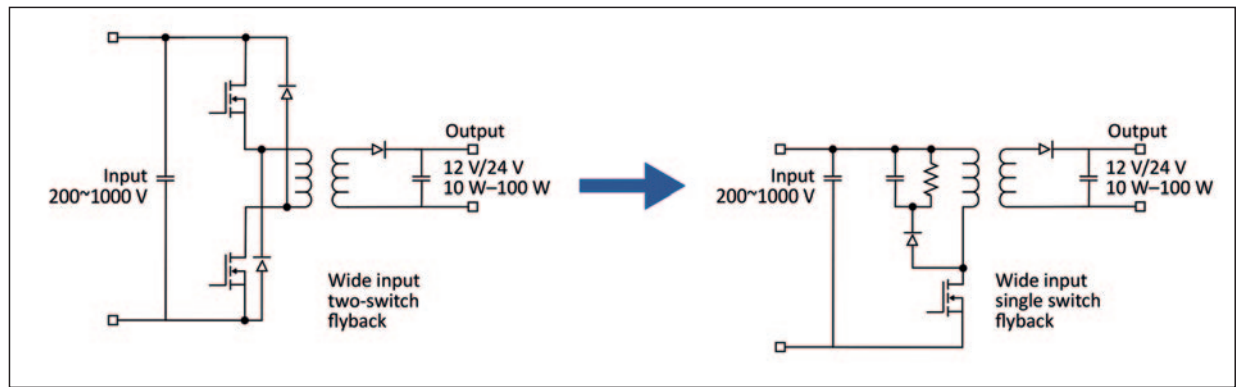 Input
200~1000 V
Output
12 V/24 V
10 W–100 W
Wide input
two-switch
flyback
Input
200~1000 V
Output
12 V/24 V
10 W–100 W
Wide input
single switch
flyback